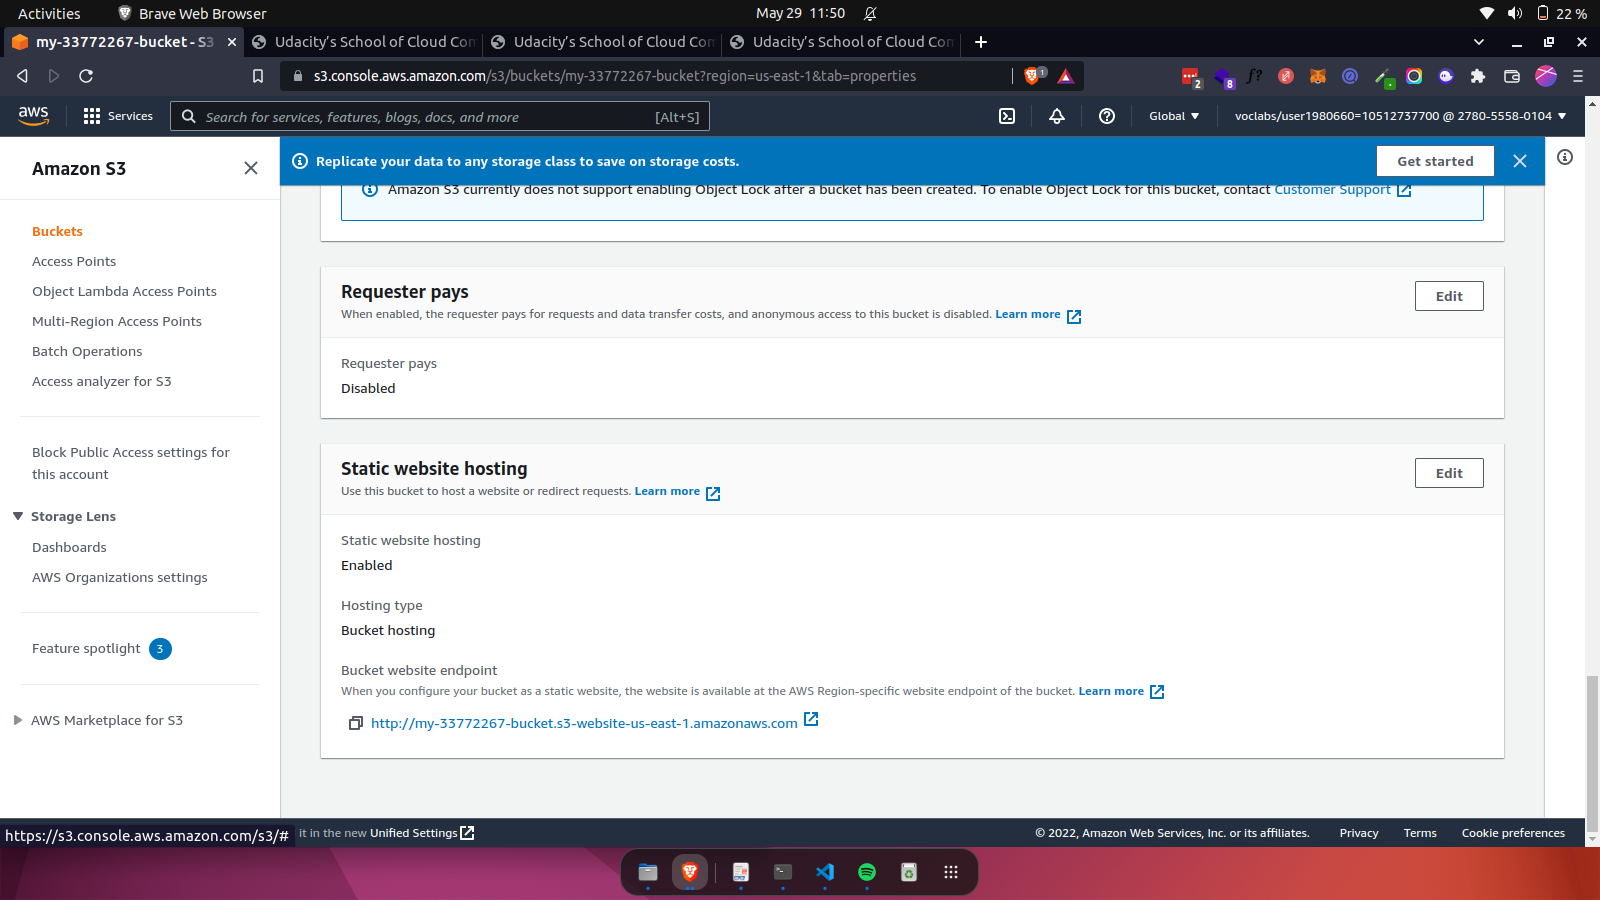 Activities
Brave Web Browser
May 29 11:50
22 %
my-33772267-bucket - S3
Udacity's School of Cloud Com
Udacity's School of Cloud Com
Udacity's School of Cloud Com
s3.console.aws.amazon.com/s3/buckets/my-33772267-bucket?region=us-east-1&tab=properties
1
2
8
f?
aws
Services
Search for services, features, blogs, docs, and more
[Alt+S]
Global
voclabs/user1980660=10512737700 @ 2780-5558-0104
Amazon S3
Replicate your data to any storage class to save on storage costs.
Get started
Amazon S3 currently does not support enabling Object Lock after a bucket has been created. To enable Object Lock for this bucket, contact Customer Support
Buckets
Access Points
Object Lambda Access Points
Multi-Region Access Points
Batch Operations
Access analyzer for S3
Block Public Access settings for
this account
Storage Lens
Dashboards
AWS Organizations settings
Feature spotlight
3
AWS Marketplace for S3
Requester pays
Edit
When enabled, the requester pays for requests and data transfer costs, and anonymous access to this bucket is disabled. Learn more
Requester pays
Disabled
Static website hosting
Edit
Use this bucket to host a website or redirect requests. Learn more
Static website hosting
Enabled
Hosting type
Bucket hosting
Bucket website endpoint
When you configure your bucket as a static website, the website is available at the AWS Region-specific website endpoint of the bucket. Learn more
http://my-33772267-bucket.s3-website-us-east-1.amazonaws.com
https://s3.console.aws.amazon.com/s3/#
it in the new Unified Settings
© 2022, Amazon Web Services, Inc. or its affiliates.
Privacy
Terms
Cookie preferences